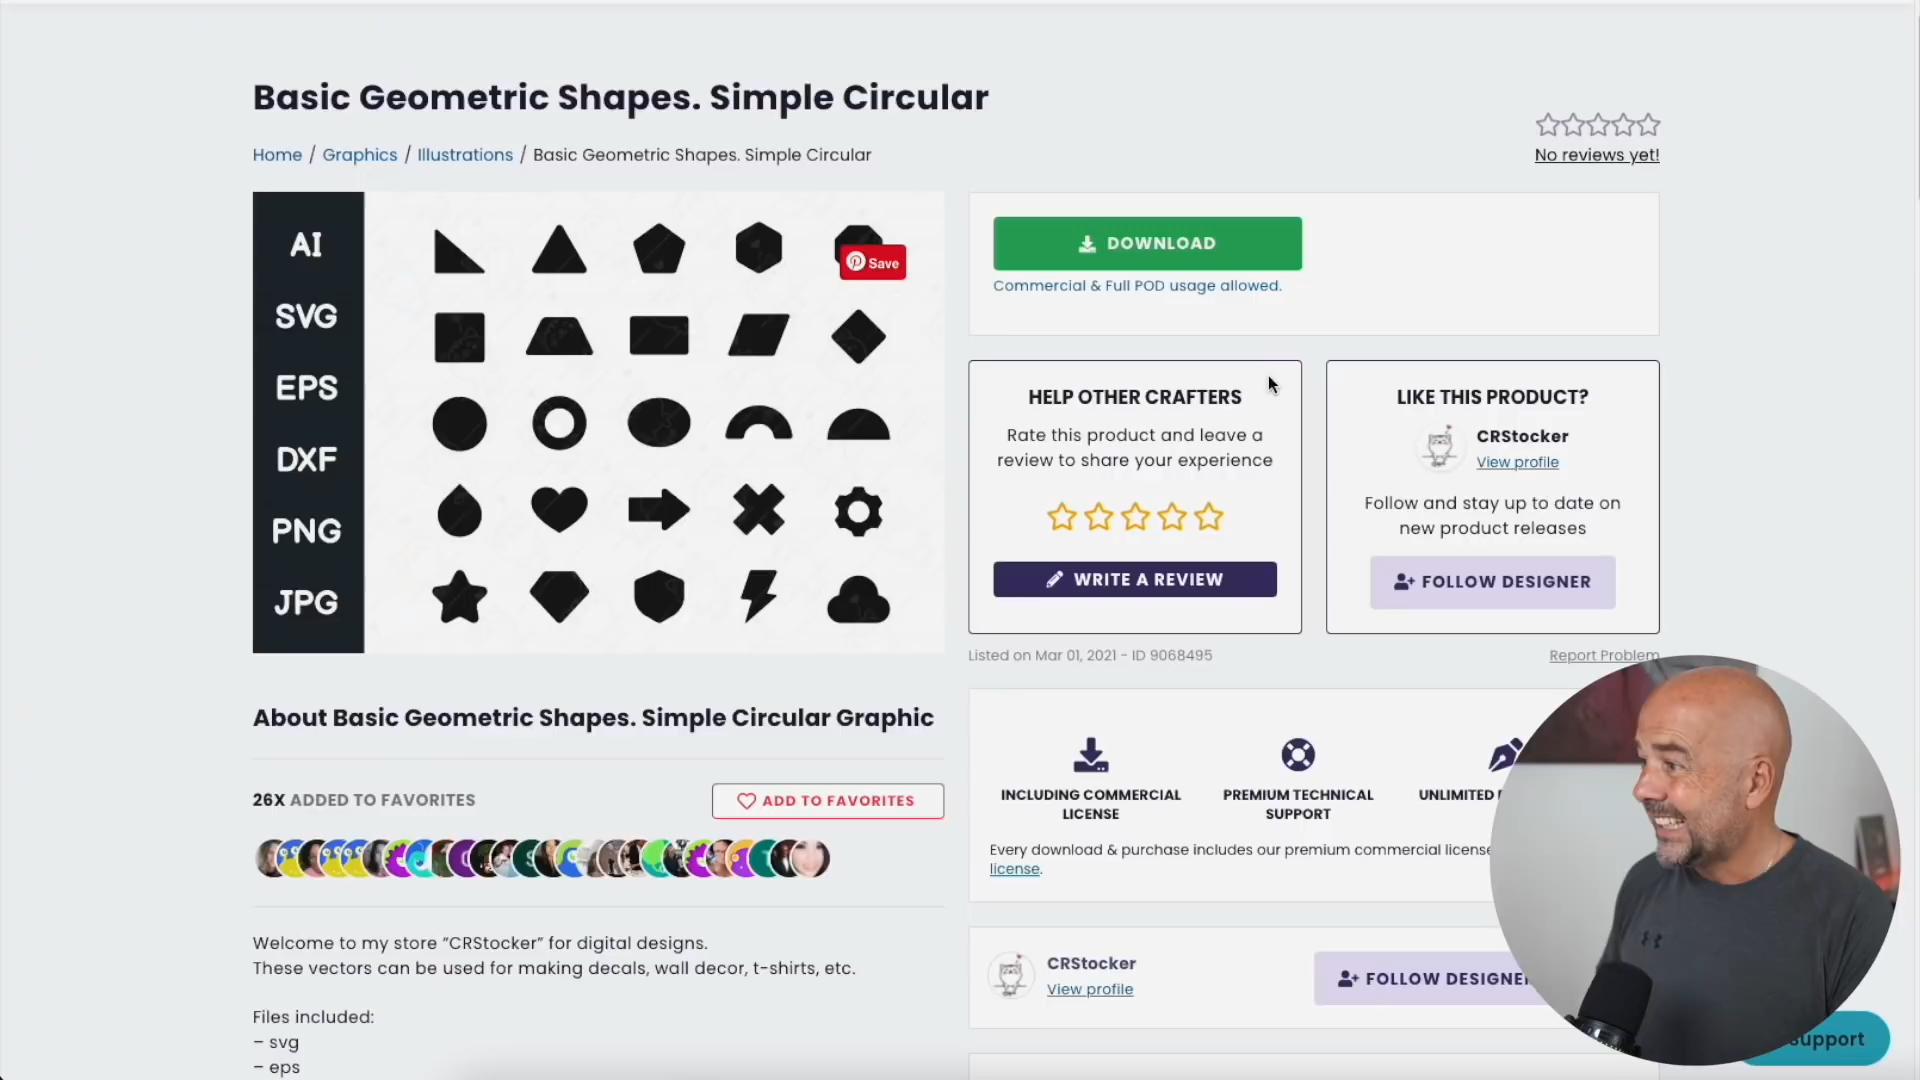 Basic Geometric Shapes. Simple Circular
Home / Graphics / Illustrations / Basic Geometric Shapes. Simple Circular
No reviews yet!
AI
SVG
EPS
DXF
PNG
JPG
Save
DOWNLOAD
Commercial & Full POD usage allowed.
HELP OTHER CRAFTERS
Rate this product and leave a
review to share your experience
WRITE A REVIEW
LIKE THIS PRODUCT?
CRStocker
View profile
Follow and stay up to date on
new product releases
FOLLOW DESIGNER
Listed on Mar 01, 2021 - ID 9068495
Report Problem
About Basic Geometric Shapes. Simple Circular Graphic
26X ADDED TO FAVORITES
ADD TO FAVORITES
Welcome to my store “CRStocker” for digital designs.
These vectors can be used for making decals, wall decor, t-shirts, etc.
Files included:
– svg
– eps
INCLUDING COMMERCIAL
LICENSE
PREMIUM TECHNICAL
SUPPORT
UNLIMITED
Every download & purchase includes our premium commercial license
license.
CRStocker
View profile
FOLLOW DESIGNER
support